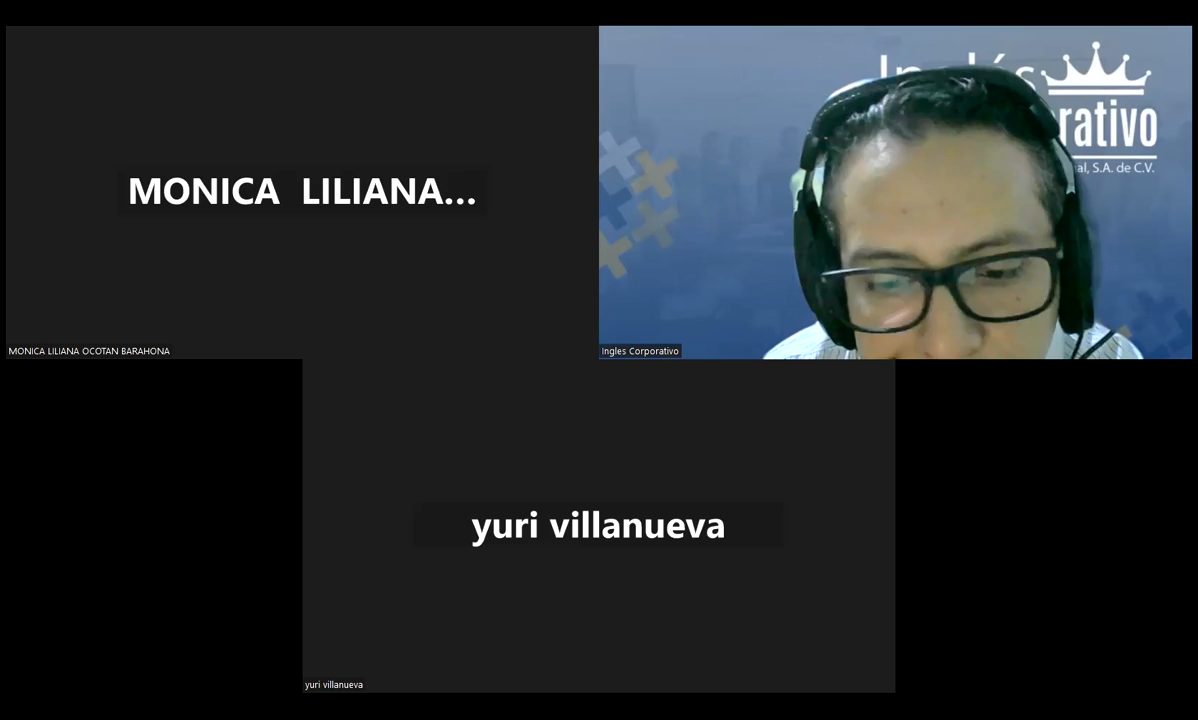 MONICA LILIANA...
MONICA LILIANA OCOTAN BARAHONA
rativo
al, S.A. de C.V.
Ingles Corporativo
yuri villanueva
yuri villanueva